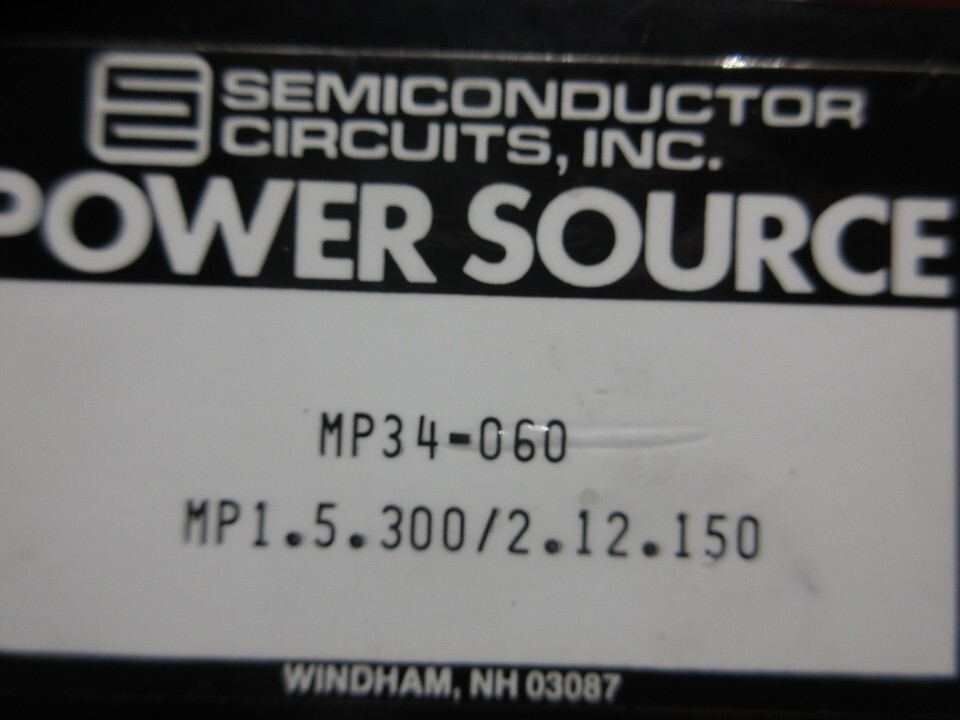 SEMICONDUCTOR
CIRCUITS, INC.
POWER SOURCE
MP34-060
MP1.5.300/2.12.150
WINDHAM, NH 03087